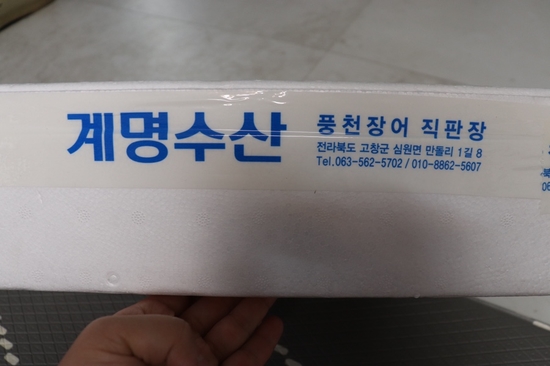 계명수산
풍천장어 직판장
전라북도 고창군 심원면 만돌리 1길 8
Tel.063-562-5702 / 010-8862-5607